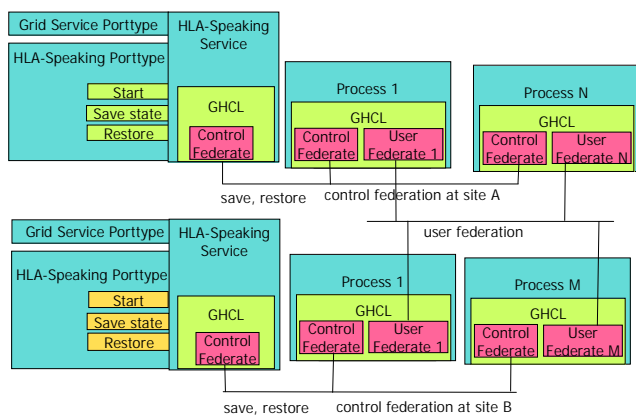 Grid Service Porttype
HLA-Speaking
Service
HLA-Speaking Porttype
Start
Save state
Restore
GHCL
Control
Federate
Process 1
GHCL
Control
Federate
User
Federate 1
Process N
GHCL
Control
Federate
User
Federate N
save, restore
control federation at site A
user federation
Grid Service Porttype
HLA-Speaking
Service
HLA-Speaking Porttype
Start
Save state
Restore
GHCL
Control
Federate
Process 1
GHCL
Control
Federate
User
Federate 1
Process M
GHCL
Control
Federate
User
Federate M
save, restore
control federation at site B